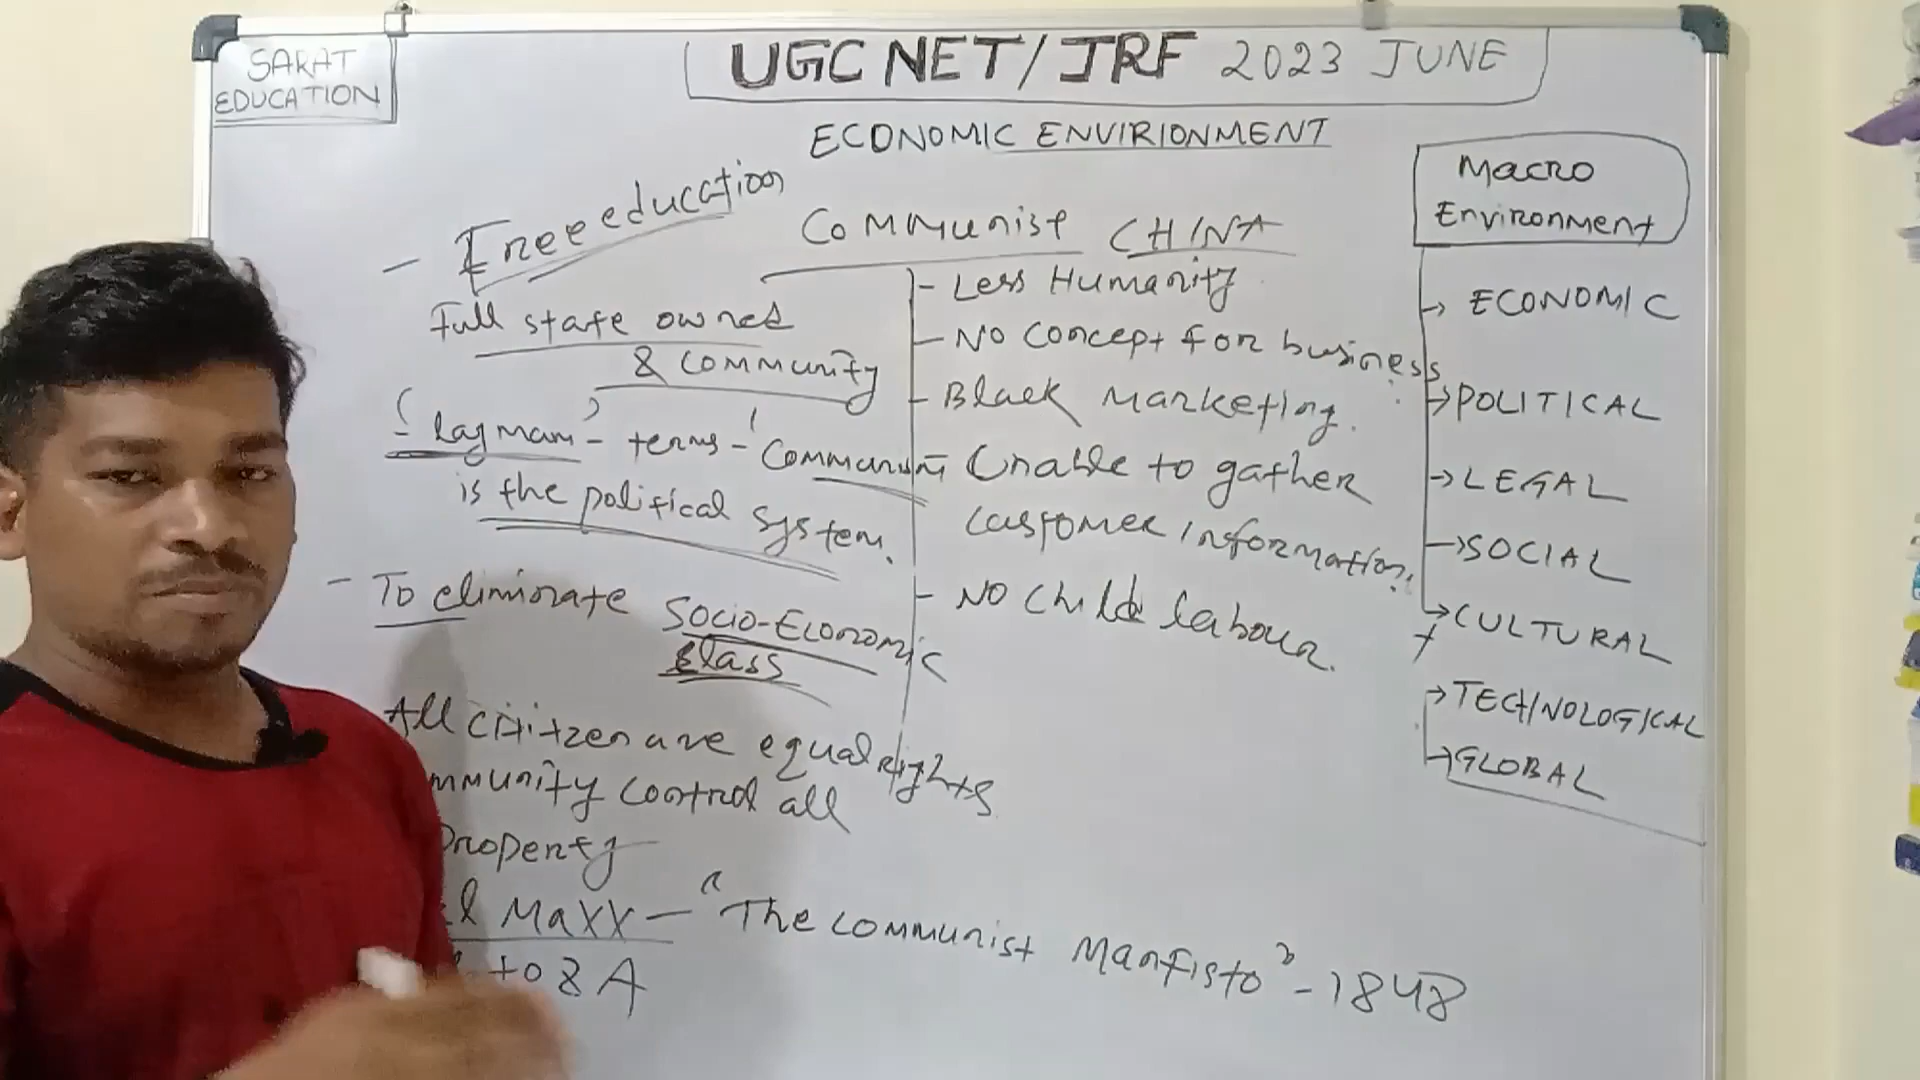 SARAT
EDUCATION
UGC NET/JRF 2023 JUNE
ECONOMIC ENVIRIONMENT
- Free education
Full state owned
& community
- (lagman) - terms - 'Communism
is the political system.
- To eliminate Socio-Economic
class
All citizen are equal rights
mmunity control all
Property
l Maxx - "The communist Manfisto" - 1848
to 8 A
Communist CHINA
- Less Humanity
- No concept for business
- Black marketing.
- Unable to gather
customer information.
- NO child labour.
Macro
Environment
→ ECONOMIC
→ POLITICAL
→ LEGAL
→ SOCIAL
→ CULTURAL
+
→ TECHNOLOGICAL
→ GLOBAL